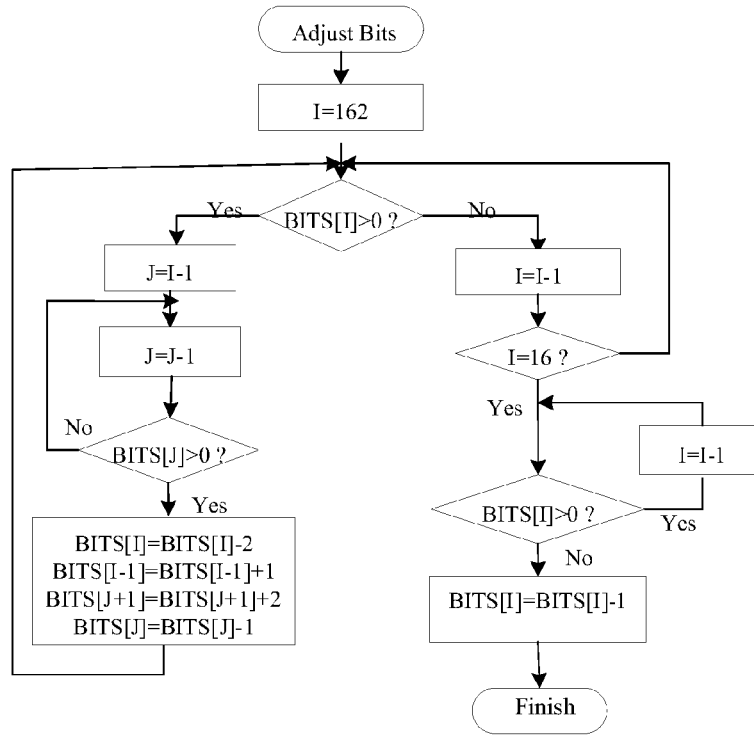 Adjust Bits
I=162
BITS[I]>0 ?
Yes
No
J=I-1
I=I-1
J=J-1
I=16 ?
No
Yes
BITS[J]>0 ?
I=I-1
Yes
BITS[I]>0 ?
Yes
No
BITS[I]=BITS[I]-2
BITS[I-1]=BITS[I-1]+1
BITS[J+1]=BITS[J+1]+2
BITS[J]=BITS[J]-1
BITS[I]=BITS[I]-1
Finish